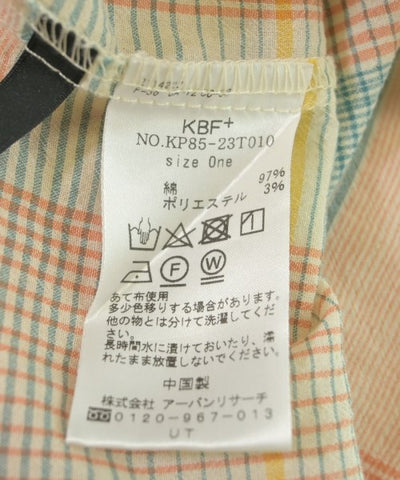 KBF+
NO.KP85-23T010
size One
綿 97%
ポリエステル 3%
F
W
あて布使用
多少色移りする場合があります。
他の物とは分けて洗濯してくだ
さい。
長時間水に漬けておいたり、濡
れたまま放置しないでください。
中国製
株式会社 アーバンリサーチ
0120-967-013
UT